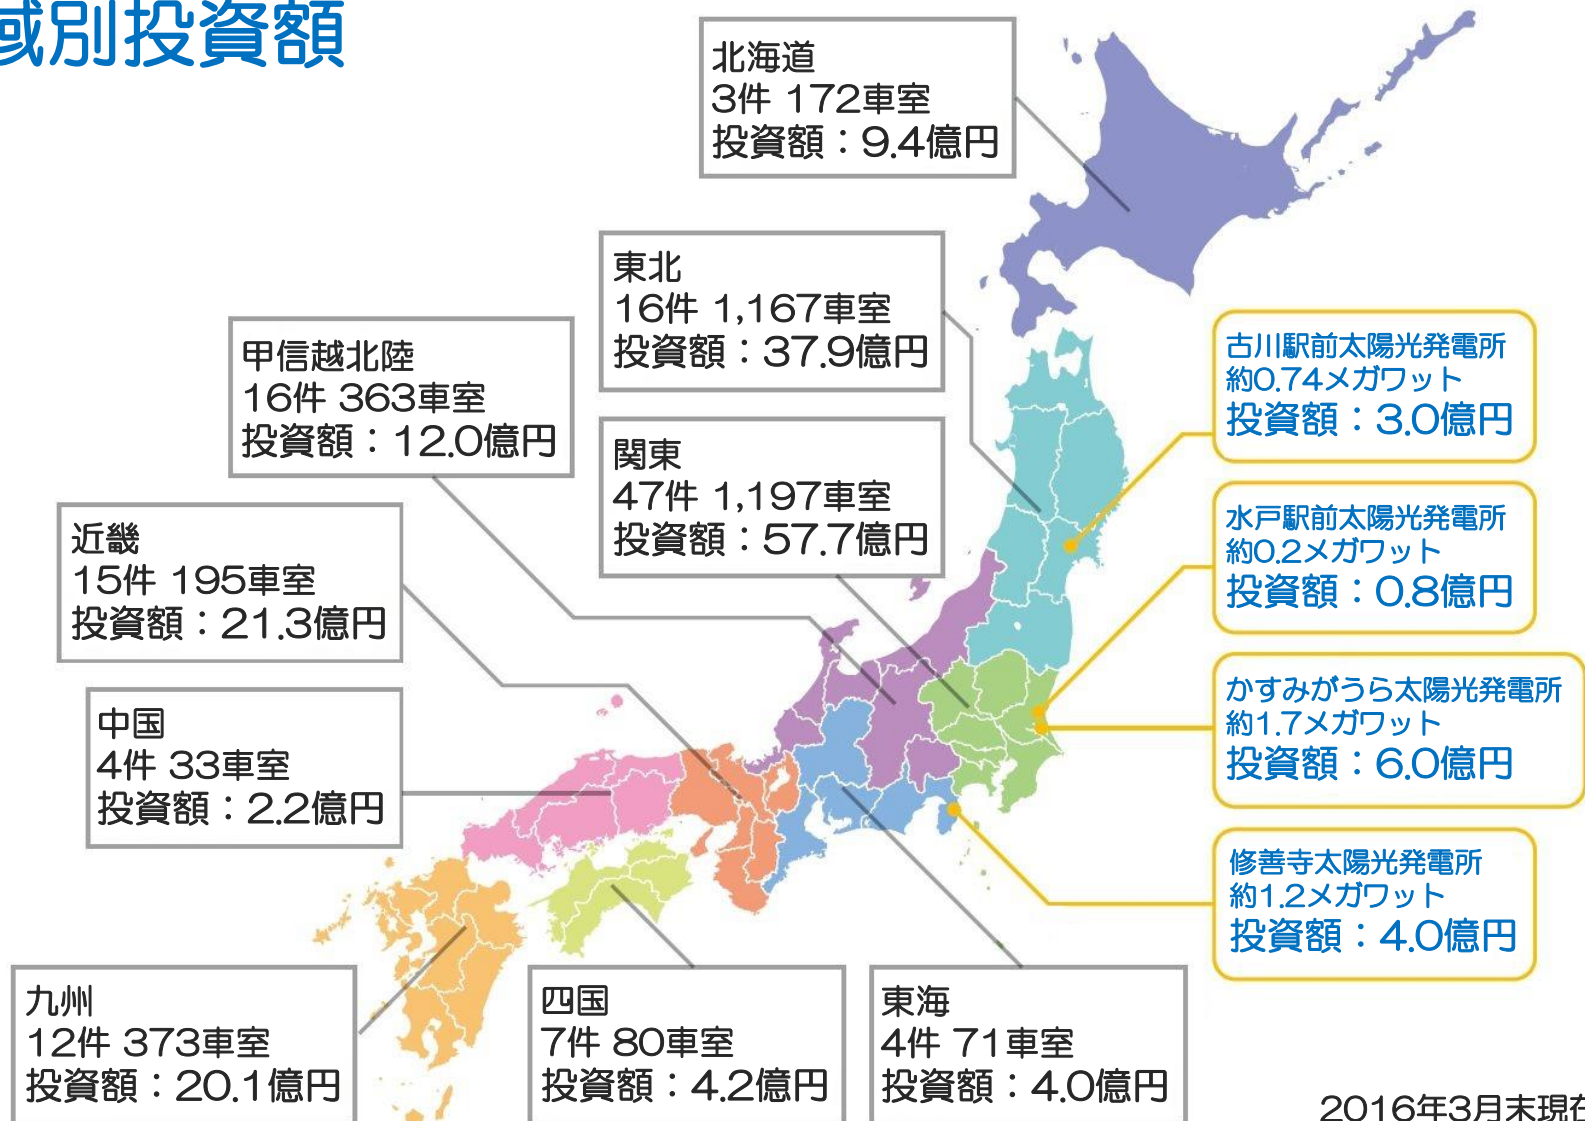 域別投資額
北海道
3件 172車室
投資額：9.4億円
東北
16件 1,167車室
投資額：37.9億円
甲信越北陸
16件 363車室
投資額：12.0億円
関東
47件 1,197車室
投資額：57.7億円
近畿
15件 195車室
投資額：21.3億円
中国
4件 33車室
投資額：2.2億円
九州
12件 373車室
投資額：20.1億円
四国
7件 80車室
投資額：4.2億円
東海
4件 71車室
投資額：4.0億円
古川駅前太陽光発電所
約0.74メガワット
投資額：3.0億円
水戸駅前太陽光発電所
約0.2メガワット
投資額：0.8億円
かすみがうら太陽光発電所
約1.7メガワット
投資額：6.0億円
修善寺太陽光発電所
約1.2メガワット
投資額：4.0億円
2016年3月末現在